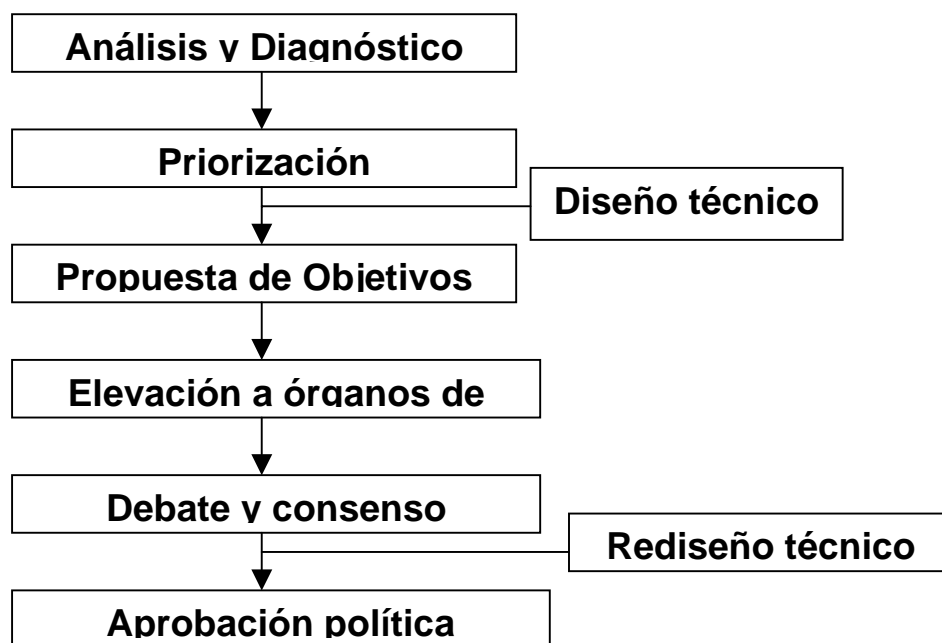 Análisis y Diagnóstico
Priorización
Diseño técnico
Propuesta de Objetivos
Elevación a órganos de
Debate y consenso
Rediseño técnico
Aprobación política